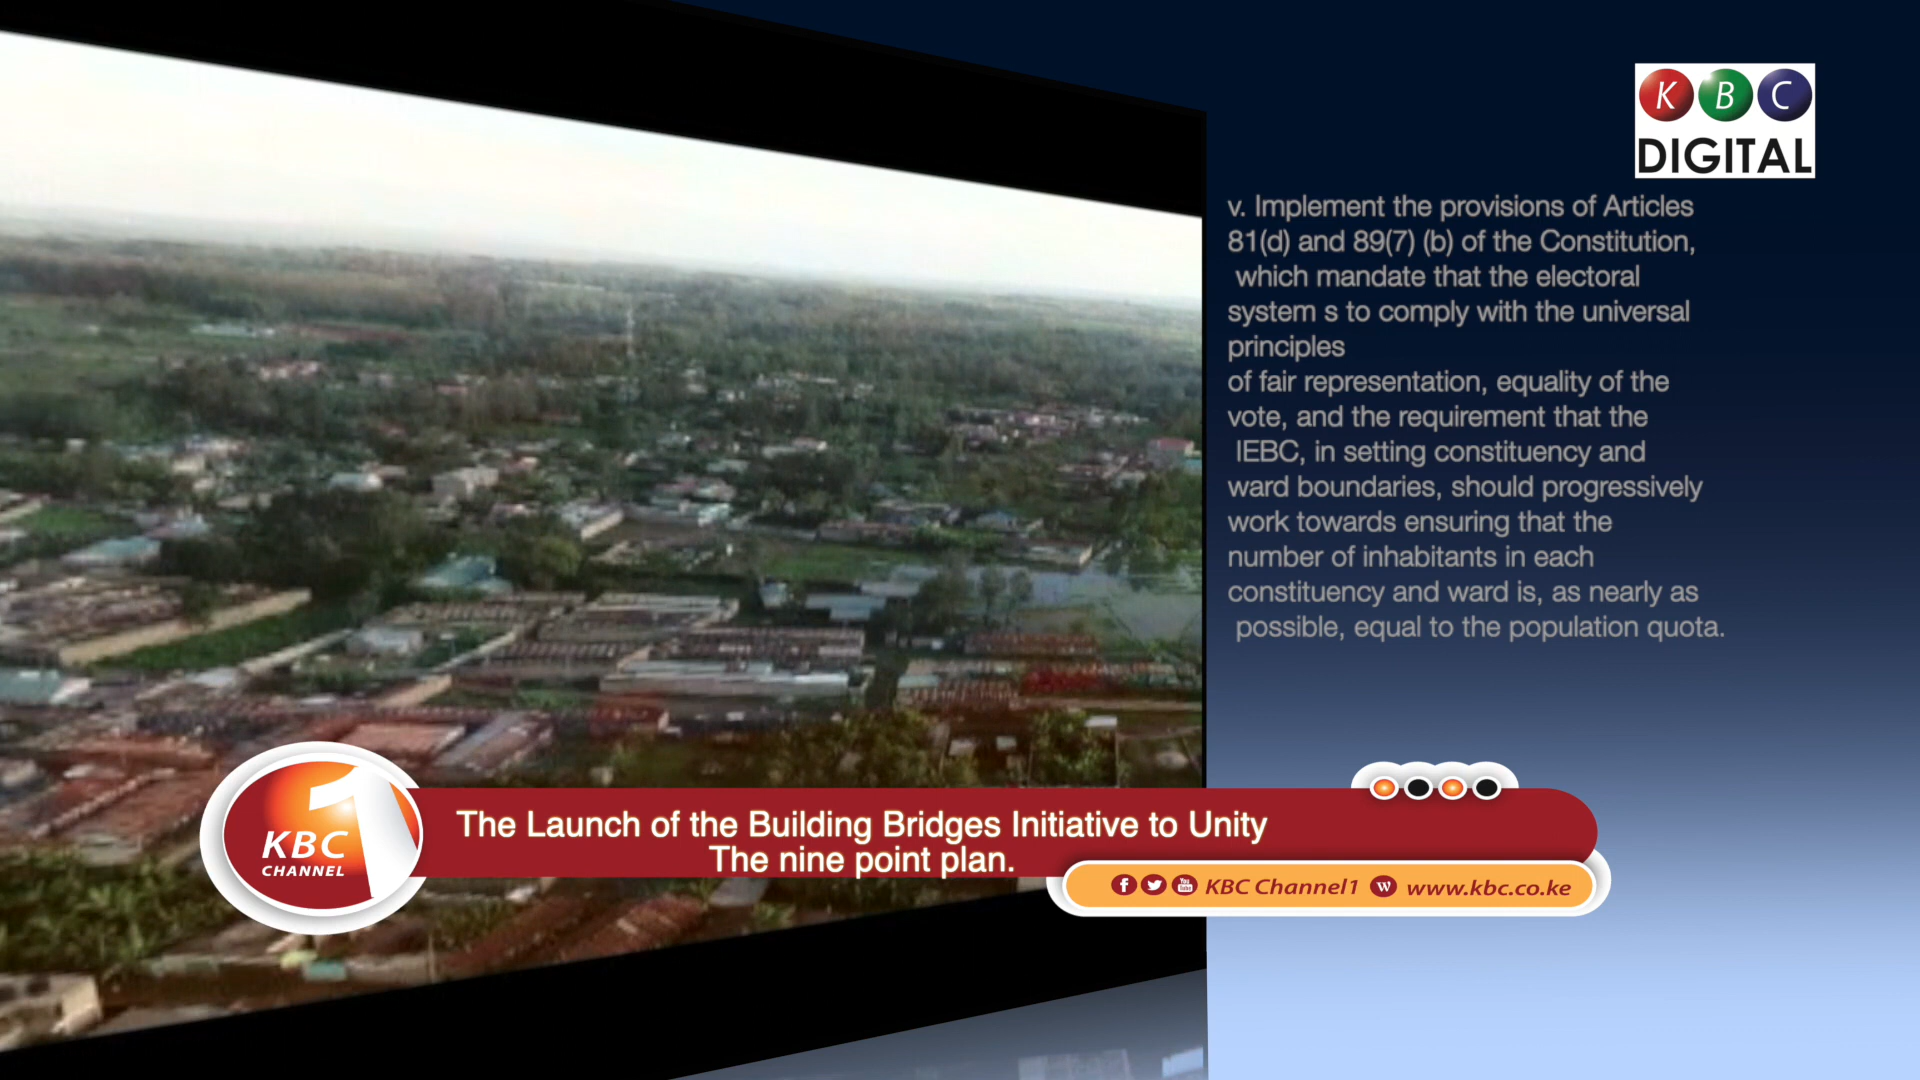 K B C
DIGITAL
v. Implement the provisions of Articles
81(d) and 89(7) (b) of the Constitution,
which mandate that the electoral
system s to comply with the universal
principles
of fair representation, equality of the
vote, and the requirement that the
IEBC, in setting constituency and
ward boundaries, should progressively
work towards ensuring that the
number of inhabitants in each
constituency and ward is, as nearly as
possible, equal to the population quota.
KBC 1
CHANNEL
The Launch of the Building Bridges Initiative to Unity
The nine point plan.
f You Tube KBC Channel1 W www.kbc.co.ke